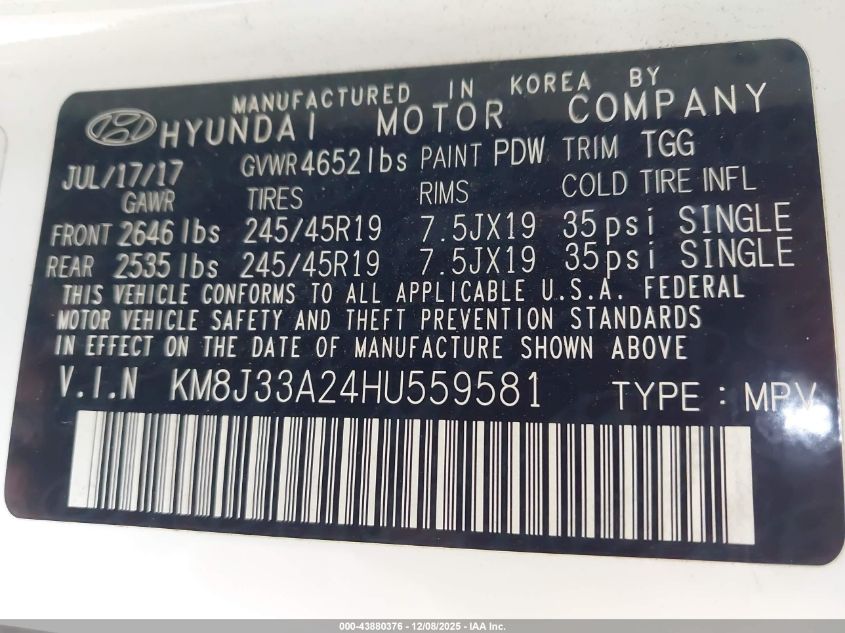 MANUFACTURED IN KOREA BY
HYUNDAI MOTOR COMPANY
JUL/17/17 GVWR 4652 lbs PAINT PDW TRIM TGG
GAWR TIRES RIMS COLD TIRE INFL
FRONT 2646 lbs 245/45R19 7.5JX19 35psi SINGLE
REAR 2535 lbs 245/45R19 7.5JX19 35psi SINGLE
THIS VEHICLE CONFORMS TO ALL APPLICABLE U.S.A. FEDERAL
MOTOR VEHICLE SAFETY AND THEFT PREVENTION STANDARDS
IN EFFECT ON THE DATE OF MANUFACTURE SHOWN ABOVE
V.I.N KM8J33A24HU559581 TYPE : MPV
000-43880376 - 12/08/2025 - IAA Inc.